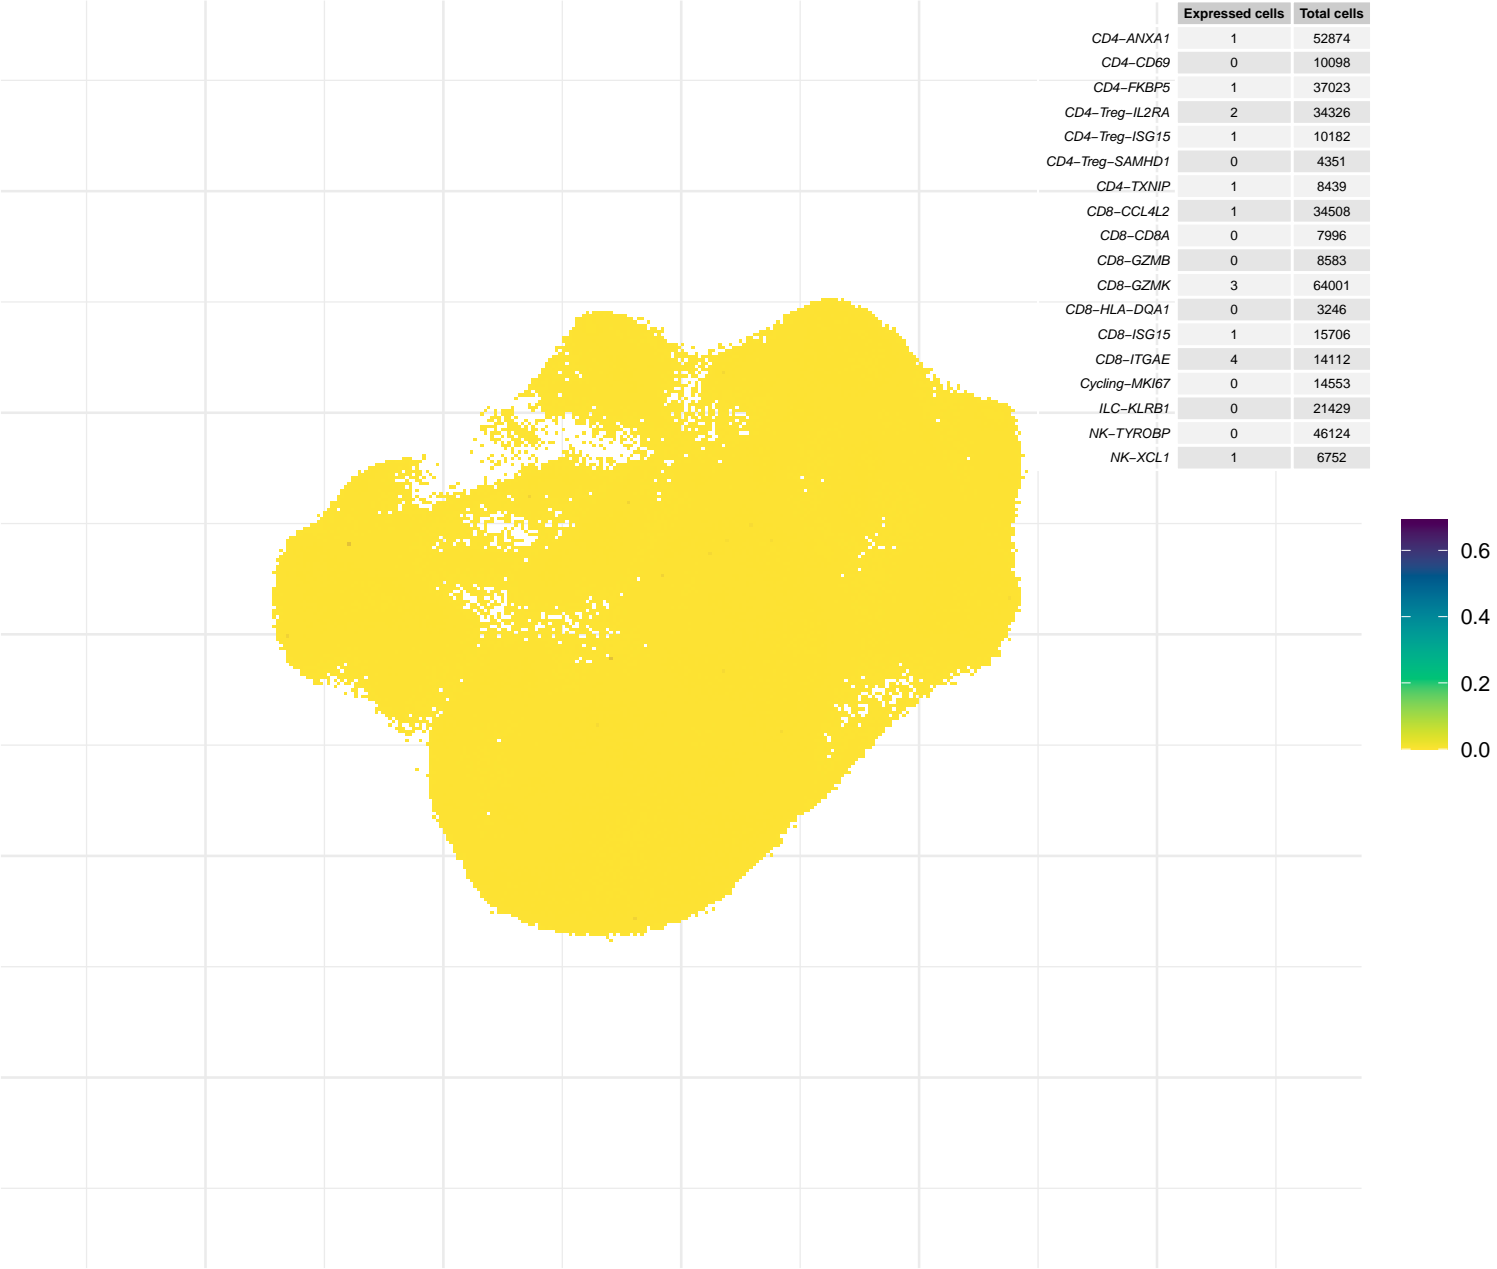 Expressed cells Total cells
CD4−ANXA1 1 52874
CD4−CD69 0 10098
CD4−FKBP5 1 37023
CD4−Treg−IL2RA 2 34326
CD4−Treg−ISG15 1 10182
CD4−Treg−SAMHD1 0 4351
CD4−TXNIP 1 8439
CD8−CCL4L2 1 34508
CD8−CD8A 0 7996
CD8−GZMB 0 8583
CD8−GZMK 3 64001
CD8−HLA−DQA1 0 3246
CD8−ISG15 1 15706
CD8−ITGAE 4 14112
Cycling−MKI67 0 14553
ILC−KLRB1 0 21429
NK−TYROBP 0 46124
NK−XCL1 1 6752
0.6
0.4
0.2
0.0